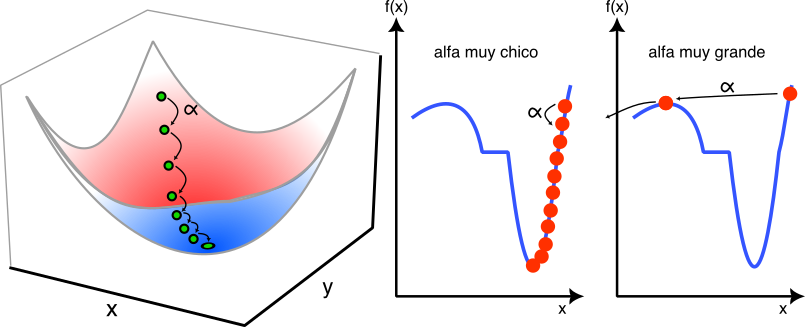 α
x
y
f(x)
alfa muy chico
α
x
f(x)
alfa muy grande
α
x